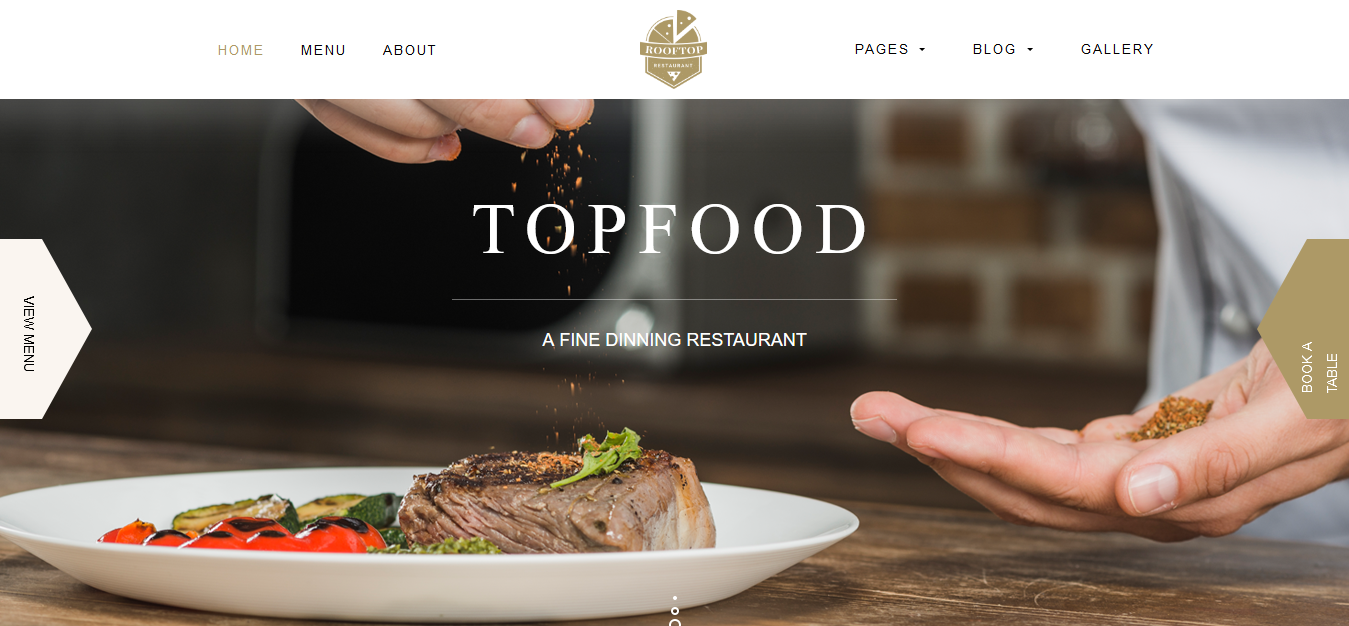 HOME MENU ABOUT
ROOFTOP
RESTAURANT
PAGES BLOG GALLERY
TOPFOOD
A FINE DINNING RESTAURANT
VIEW MENU
BOOK A
TABLE